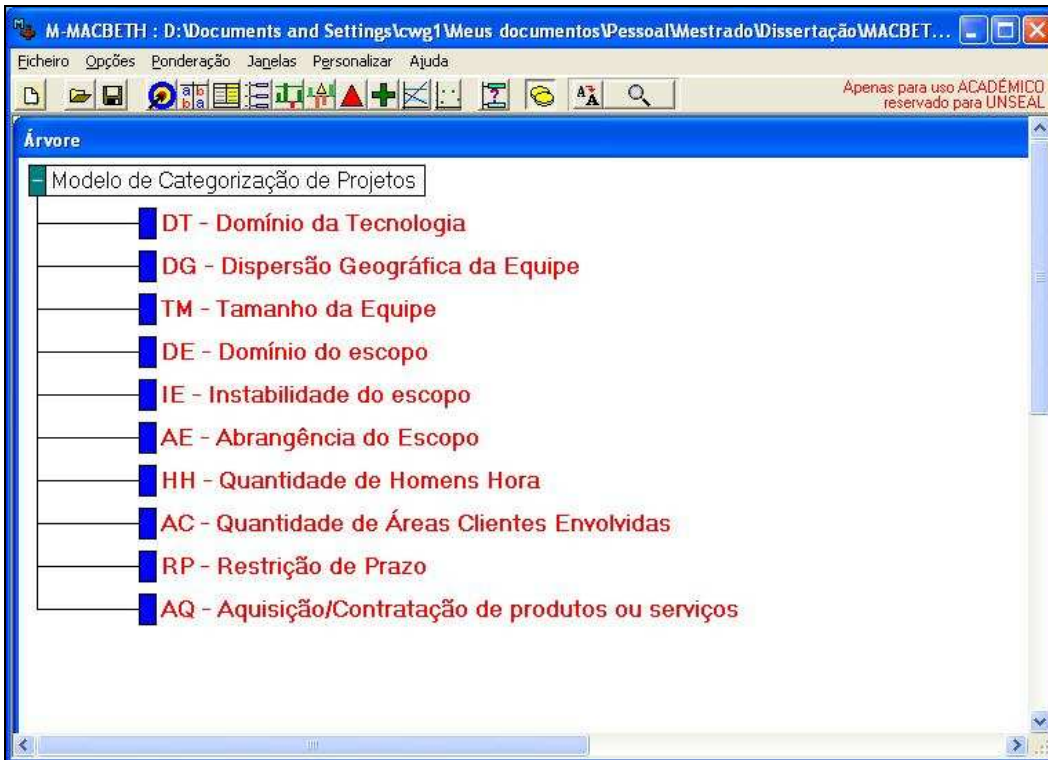 M-MACBETH : D:\Documents and Settings\cwg1\Meus documentos\Pessoal\Mestrado\Dissertação\MACBET...
Ficheiro Opções Ponderação Janelas Personalizar Ajuda
Apenas para uso ACADÉMICO
reservado para UNSEAL
Árvore
Modelo de Categorização de Projetos
DT - Domínio da Tecnologia
DG - Dispersão Geográfica da Equipe
TM - Tamanho da Equipe
DE - Domínio do escopo
IE - Instabilidade do escopo
AE - Abrangência do Escopo
HH - Quantidade de Homens Hora
AC - Quantidade de Áreas Clientes Envolvidas
RP - Restrição de Prazo
AQ - Aquisição/Contratação de produtos ou serviços